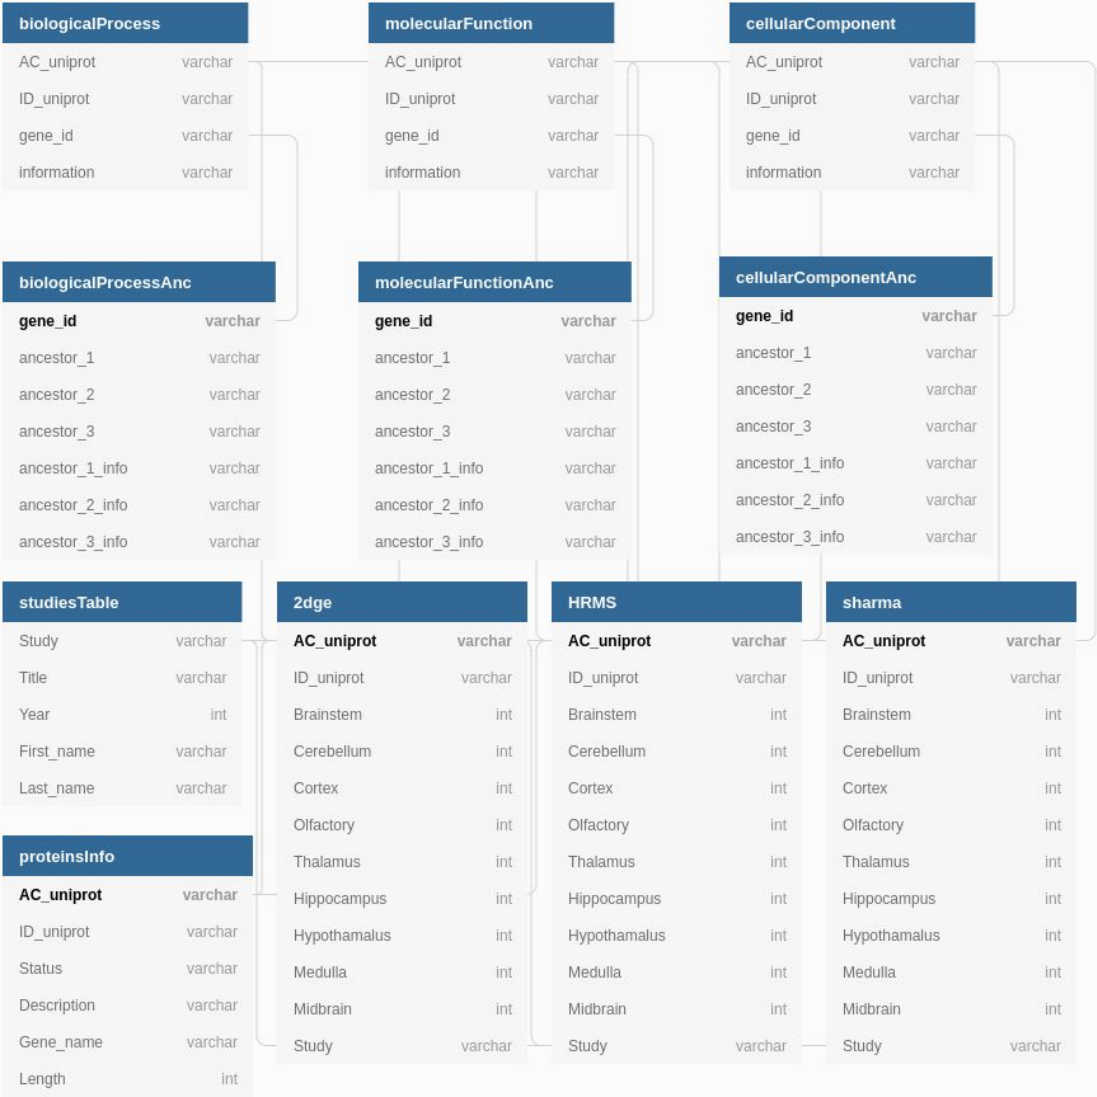 biologicalProcess
AC_uniprot varchar
ID_uniprot varchar
gene_id varchar
information varchar
molecularFunction
AC_uniprot varchar
ID_uniprot varchar
gene_id varchar
information varchar
cellularComponent
AC_uniprot varchar
ID_uniprot varchar
gene_id varchar
information varchar
biologicalProcessAnc
gene_id varchar
ancestor_1 varchar
ancestor_2 varchar
ancestor_3 varchar
ancestor_1_info varchar
ancestor_2_info varchar
ancestor_3_info varchar
molecularFunctionAnc
gene_id varchar
ancestor_1 varchar
ancestor_2 varchar
ancestor_3 varchar
ancestor_1_info varchar
ancestor_2_info varchar
ancestor_3_info varchar
cellularComponentAnc
gene_id varchar
ancestor_1 varchar
ancestor_2 varchar
ancestor_3 varchar
ancestor_1_info varchar
ancestor_2_info varchar
ancestor_3_info varchar
studiesTable
Study varchar
Title varchar
Year int
First_name varchar
Last_name varchar
proteinsInfo
AC_uniprot varchar
ID_uniprot varchar
Status varchar
Description varchar
Gene_name varchar
Length int
2dge
AC_uniprot varchar
ID_uniprot varchar
Brainstem int
Cerebellum int
Cortex int
Olfactory int
Thalamus int
Hippocampus int
Hypothamalus int
Medulla int
Midbrain int
Study varchar
HRMS
AC_uniprot varchar
ID_uniprot varchar
Brainstem int
Cerebellum int
Cortex int
Olfactory int
Thalamus int
Hippocampus int
Hypothamalus int
Medulla int
Midbrain int
Study varchar
sharma
AC_uniprot varchar
ID_uniprot varchar
Brainstem int
Cerebellum int
Cortex int
Olfactory int
Thalamus int
Hippocampus int
Hypothamalus int
Medulla int
Midbrain int
Study varchar